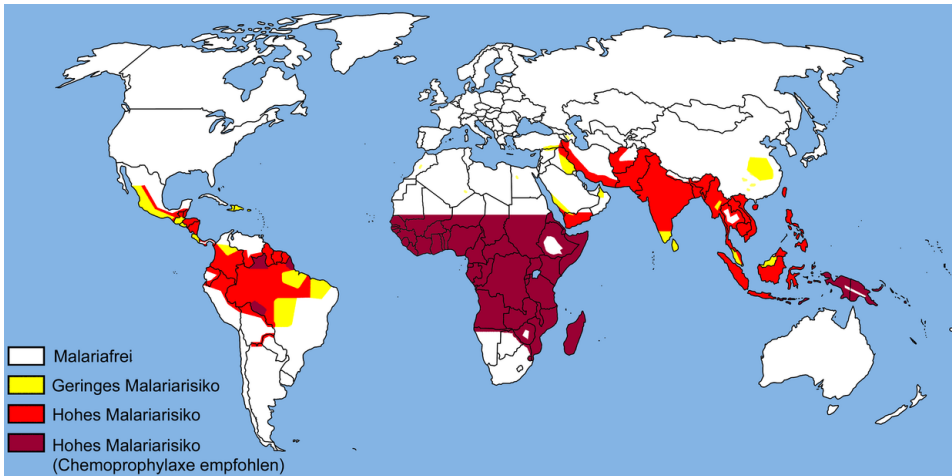 Malariafrei
Geringes Malariarisiko
Hohes Malariarisiko
Hohes Malariarisiko
(Chemoprophylaxe empfohlen)